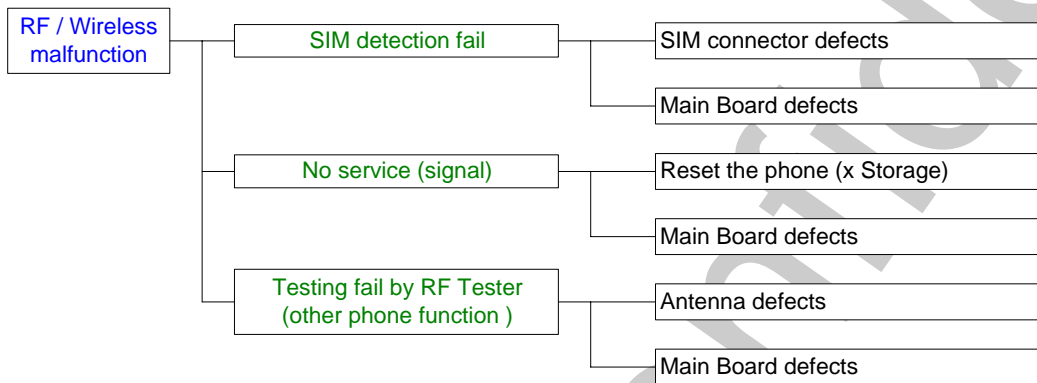 RF / Wireless
malfunction
SIM detection fail
SIM connector defects
Main Board defects
No service (signal)
Reset the phone (x Storage)
Main Board defects
Testing fail by RF Tester
(other phone function )
Antenna defects
Main Board defects